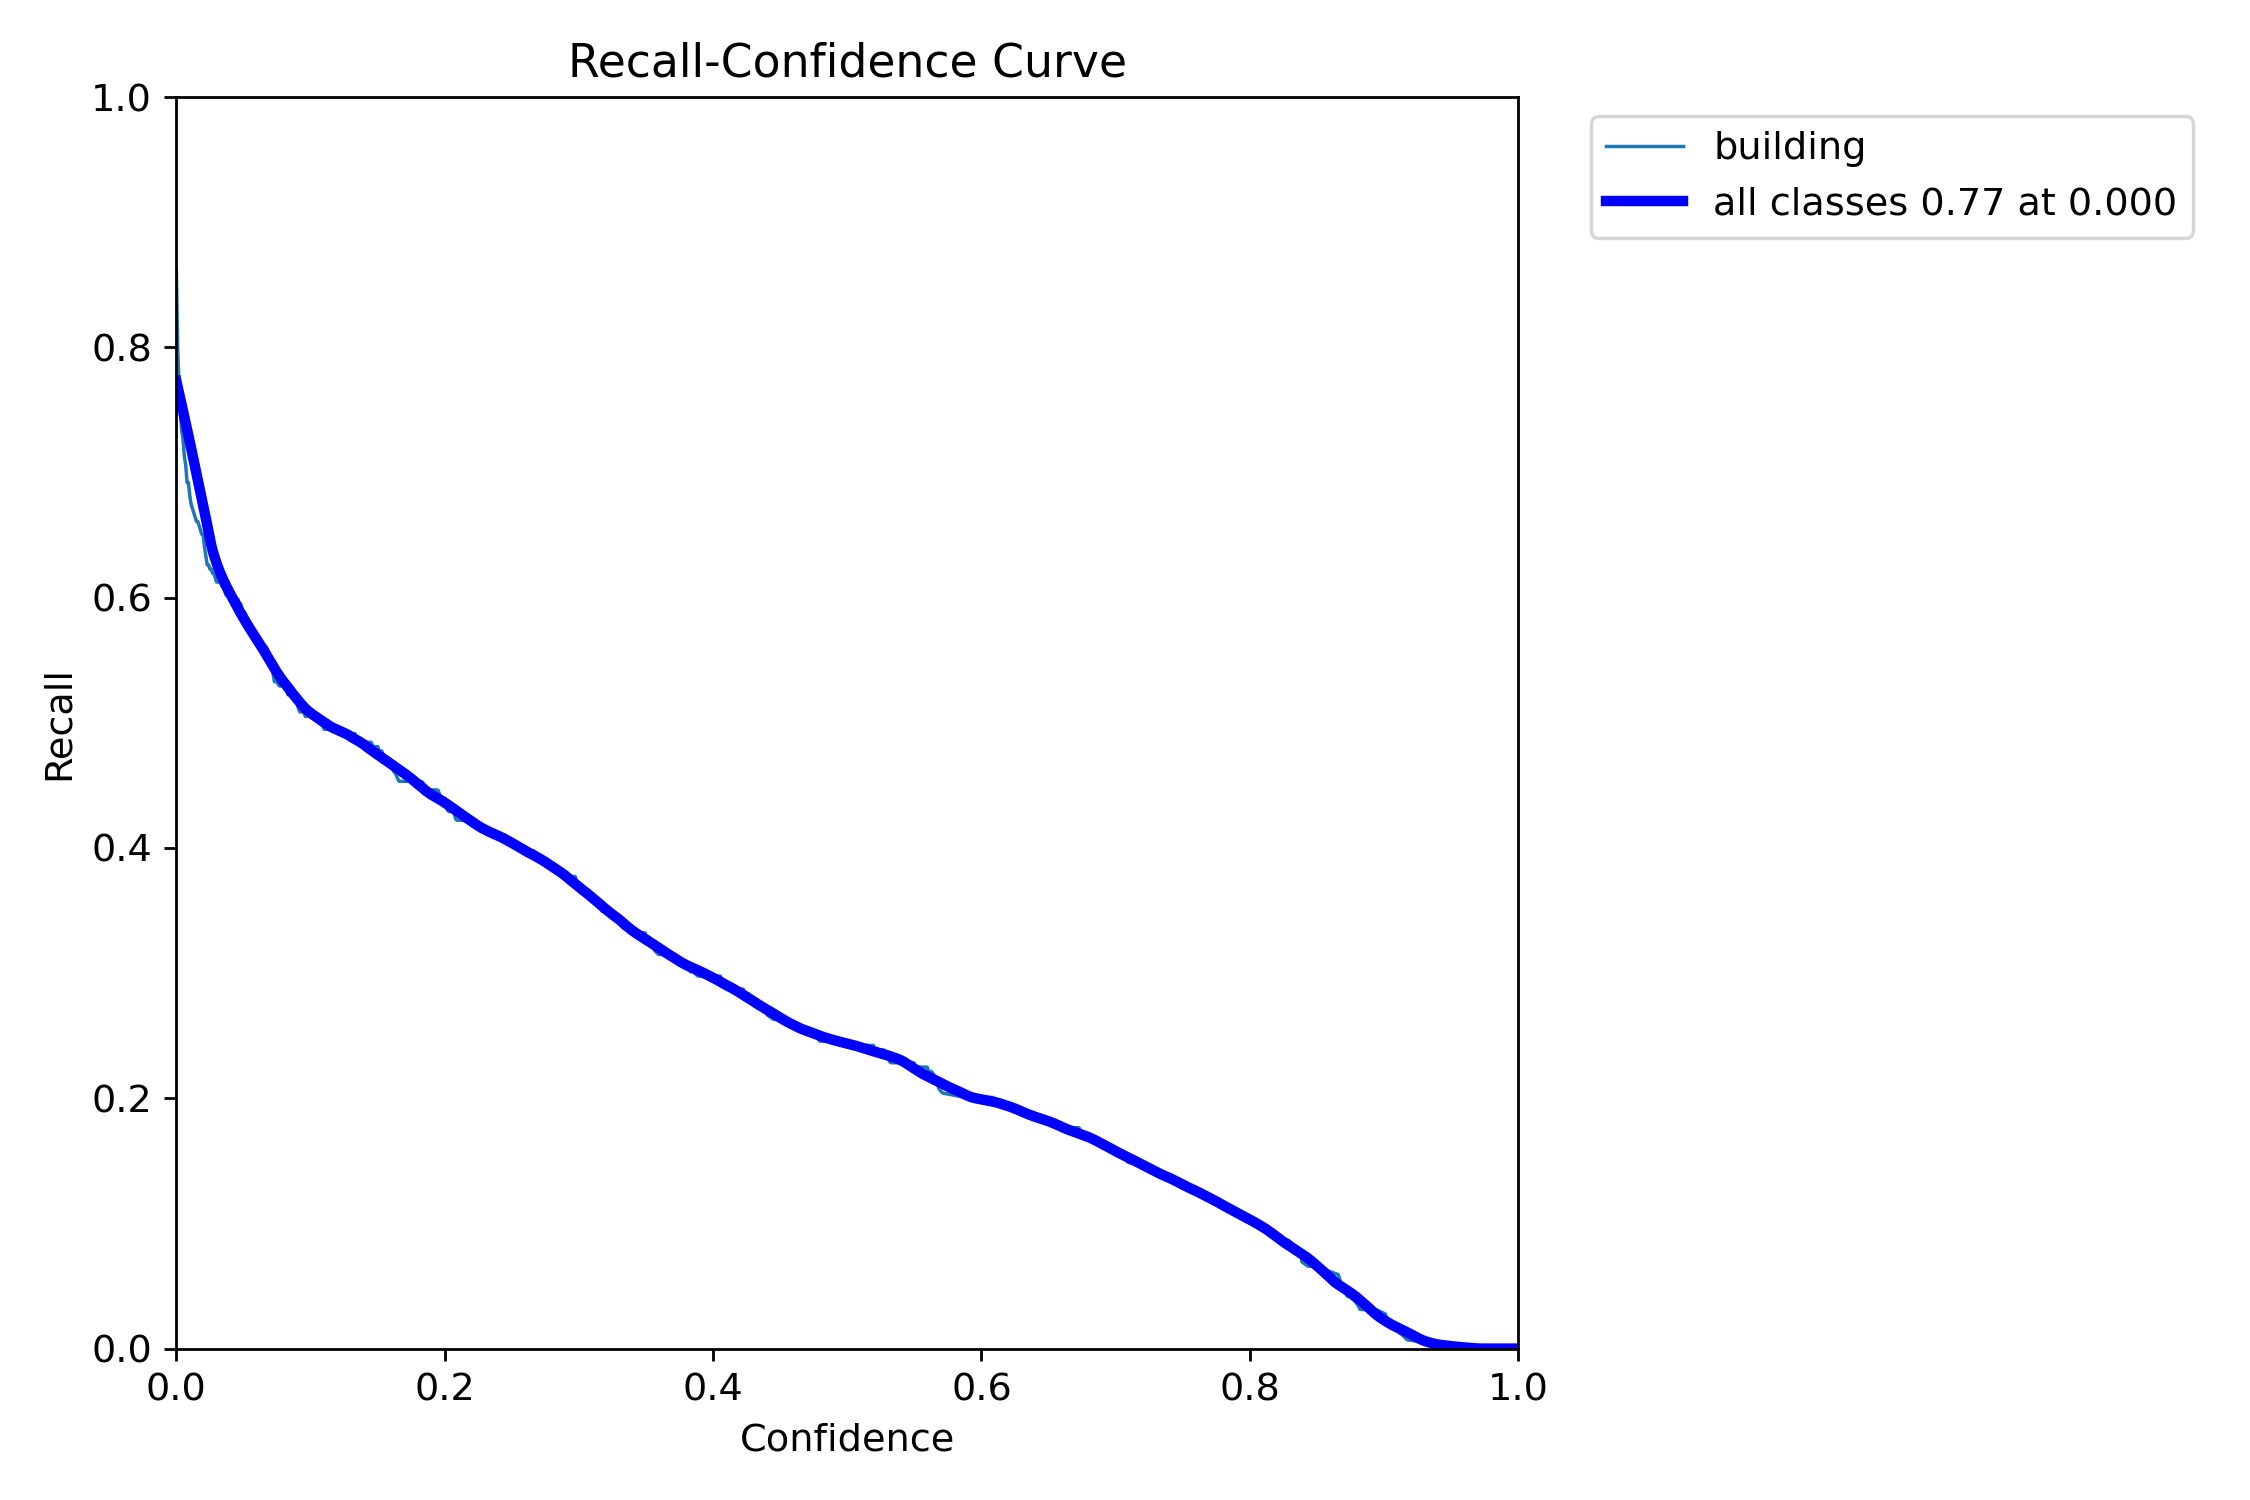 Recall-Confidence Curve
building
all classes 0.77 at 0.000
1.0
0.8
0.6
0.4
0.2
0.0
Recall
0.0 0.2 0.4 0.6 0.8 1.0
Confidence